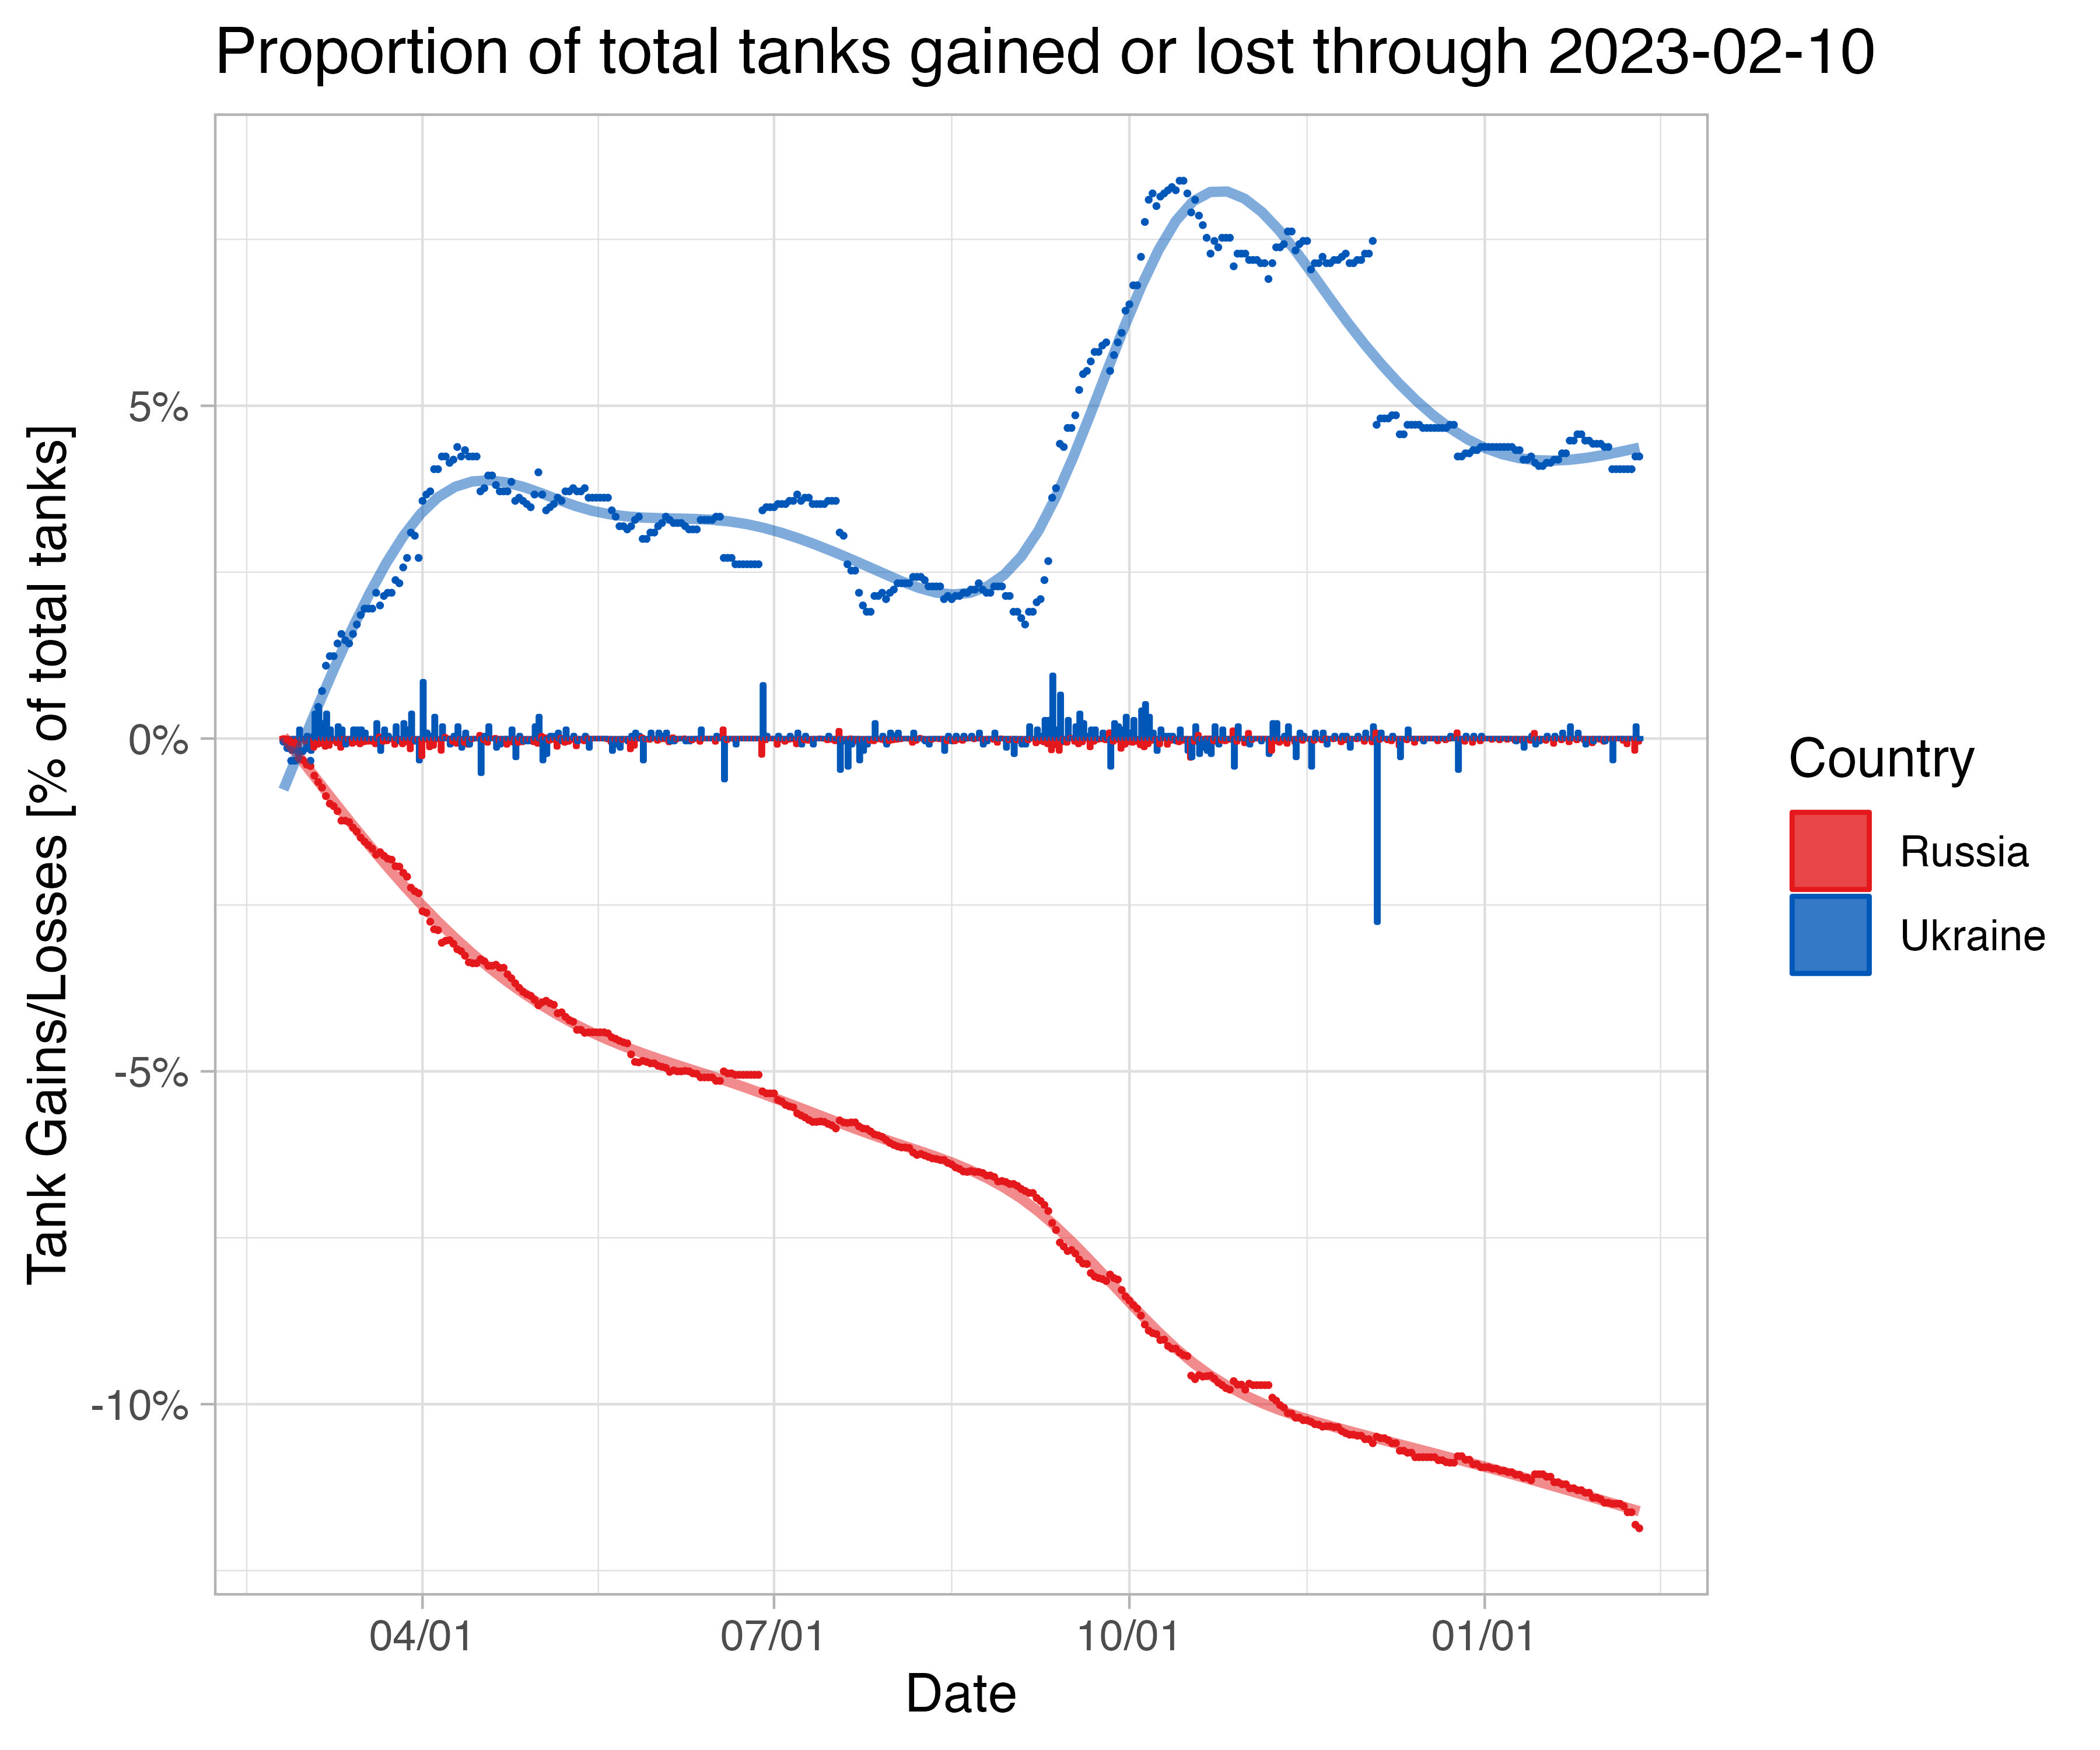 Proportion of total tanks gained or lost through 2023-02-10
Tank Gains/Losses [% of total tanks]
5%
0%
-5%
-10%
04/01
07/01
10/01
01/01
Date
Country
Russia
Ukraine